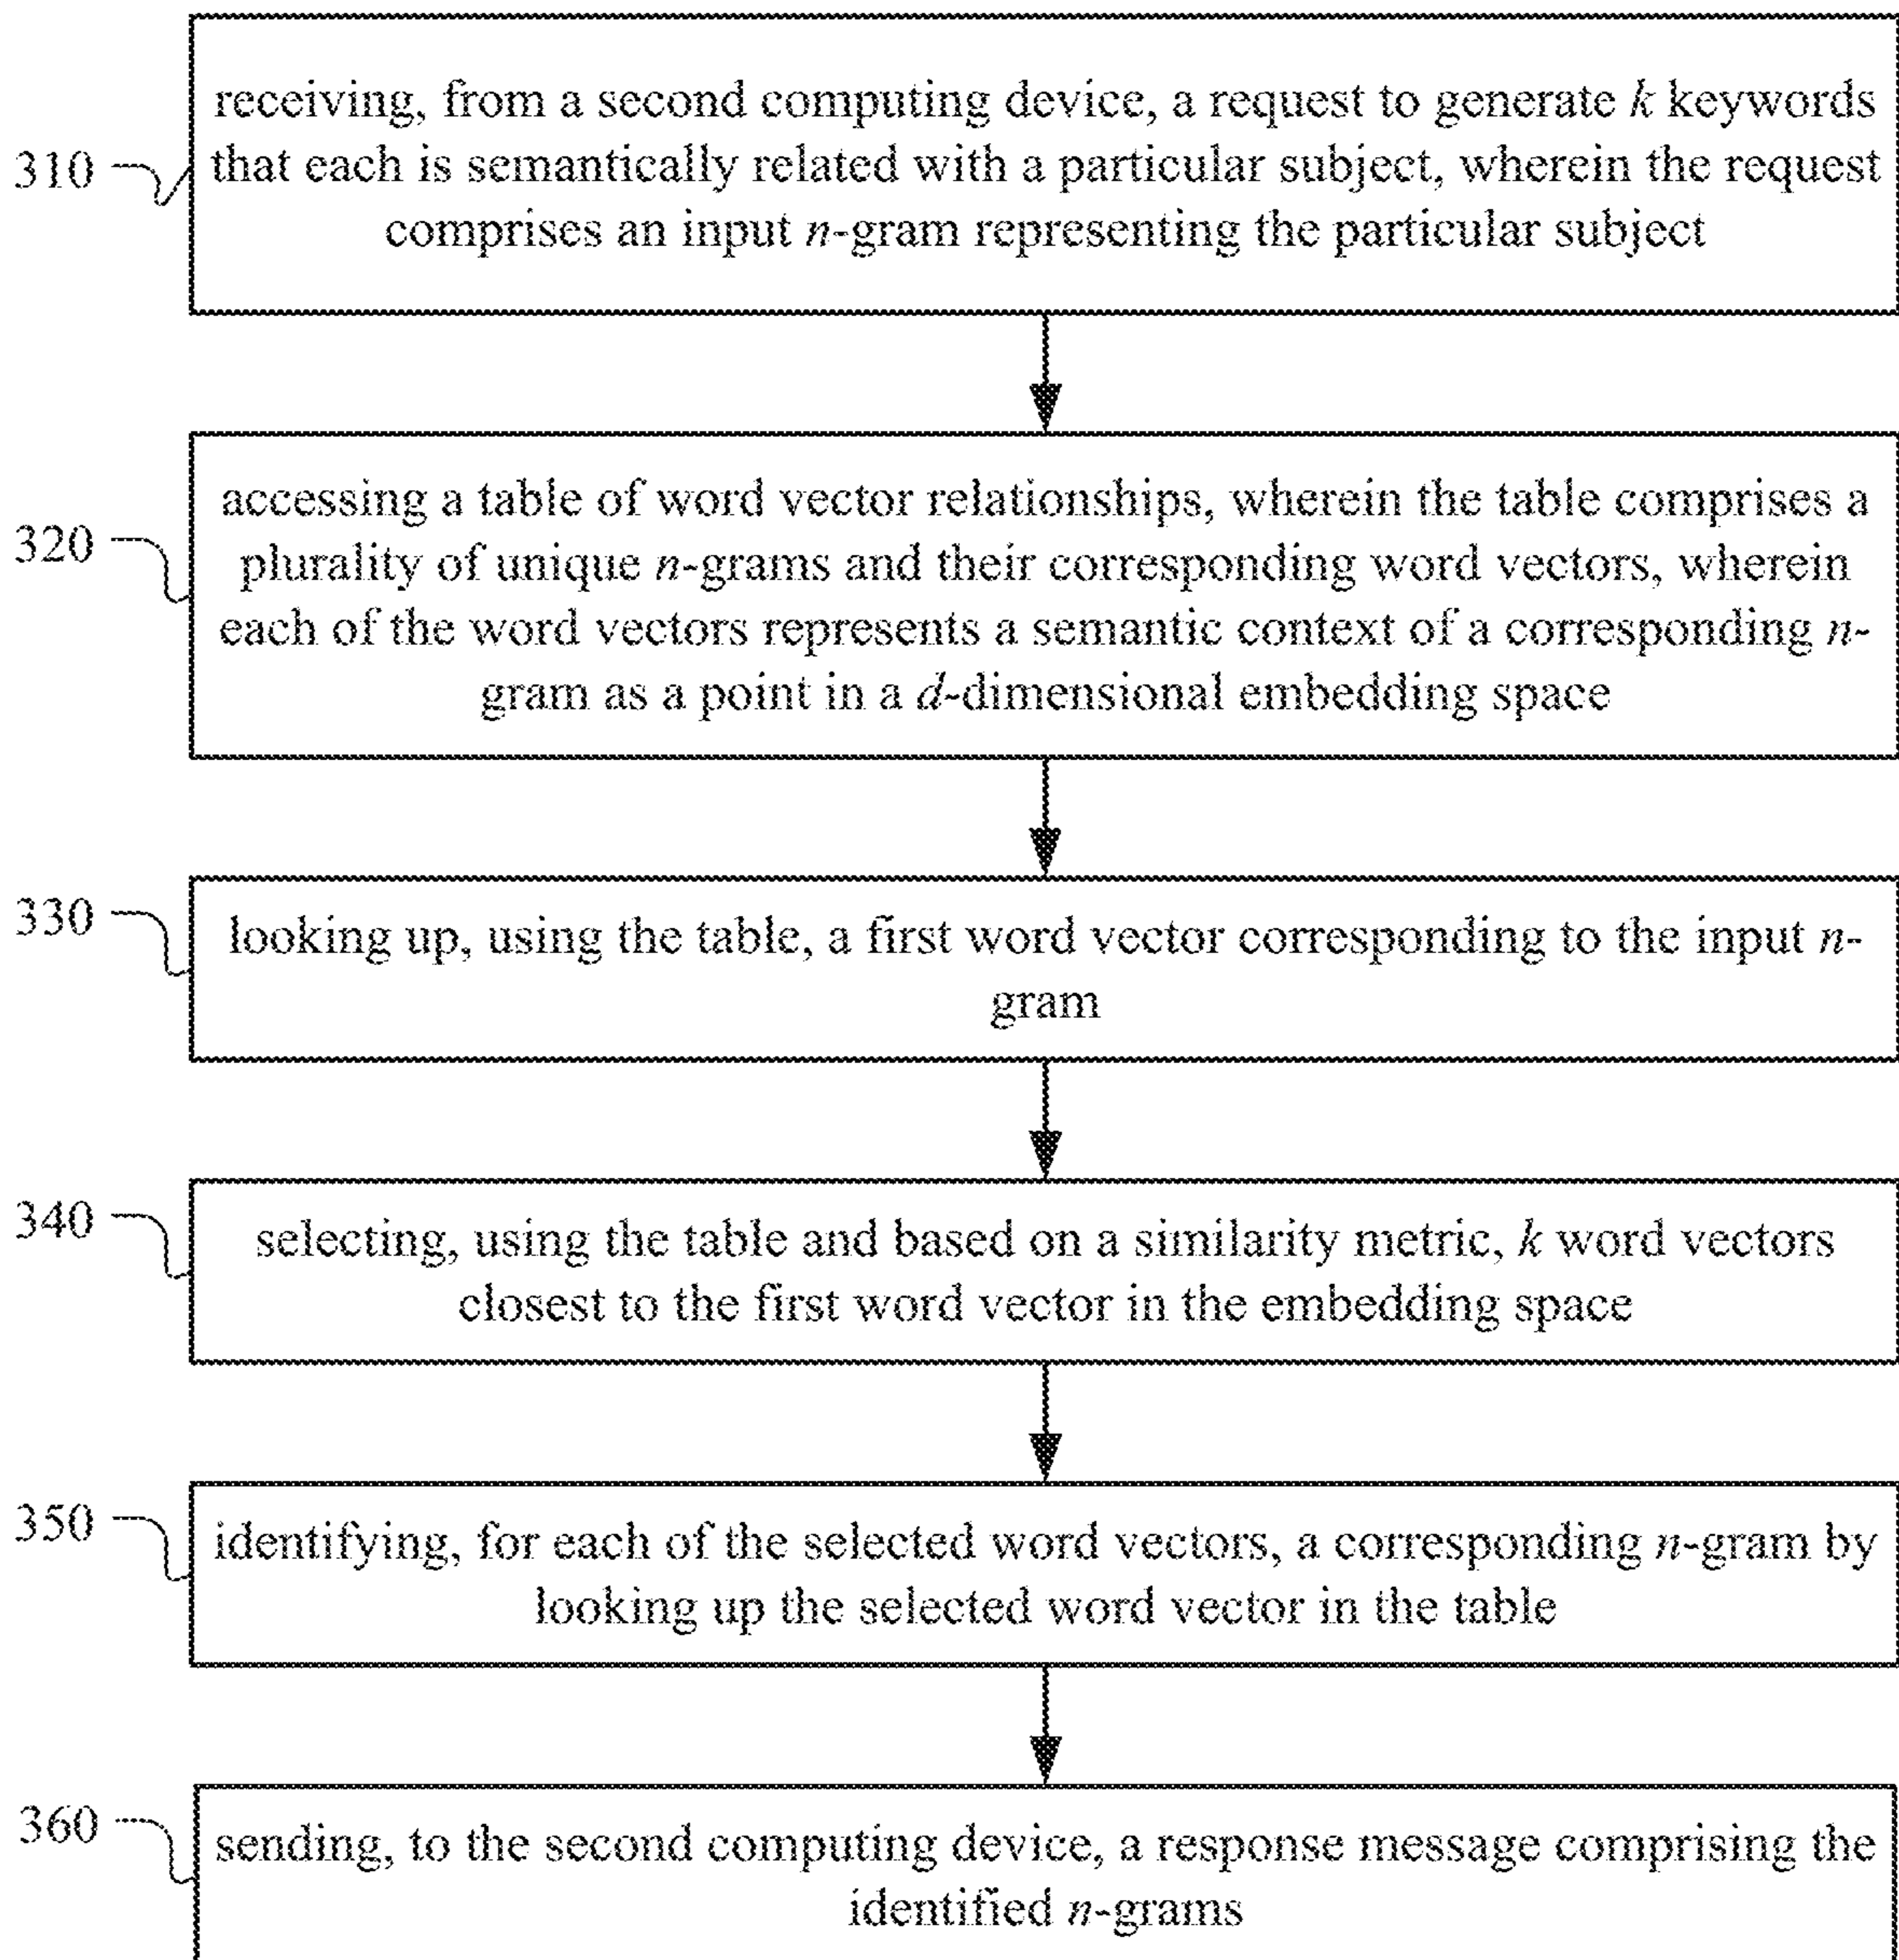 310
receiving, from a second computing device, a request to generate k keywords
that each is semantically related with a particular subject, wherein the request
comprises an input n-gram representing the particular subject
320
accessing a table of word vector relationships, wherein the table comprises a
plurality of unique n-grams and their corresponding word vectors, wherein
each of the word vectors represents a semantic context of a corresponding n-
gram as a point in a d-dimensional embedding space
330
looking up, using the table, a first word vector corresponding to the input n-
gram
340
selecting, using the table and based on a similarity metric, k word vectors
closest to the first word vector in the embedding space
350
identifying, for each of the selected word vectors, a corresponding n-gram by
looking up the selected word vector in the table
360
sending, to the second computing device, a response message comprising the
identified n-grams